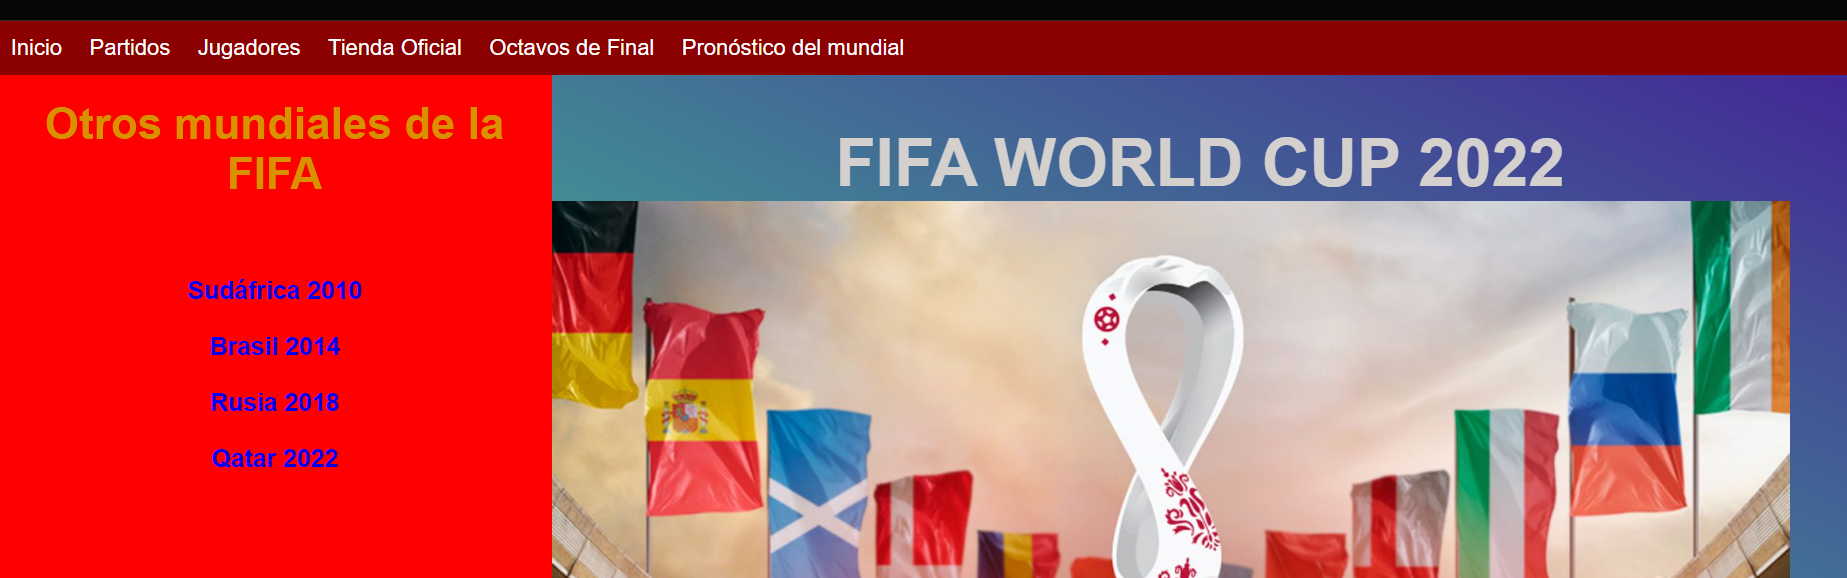 Inicio Partidos Jugadores Tienda Oficial Octavos de Final Pronóstico del mundial
Otros mundiales de la
FIFA
Sudáfrica 2010
Brasil 2014
Rusia 2018
Qatar 2022
FIFA WORLD CUP 2022